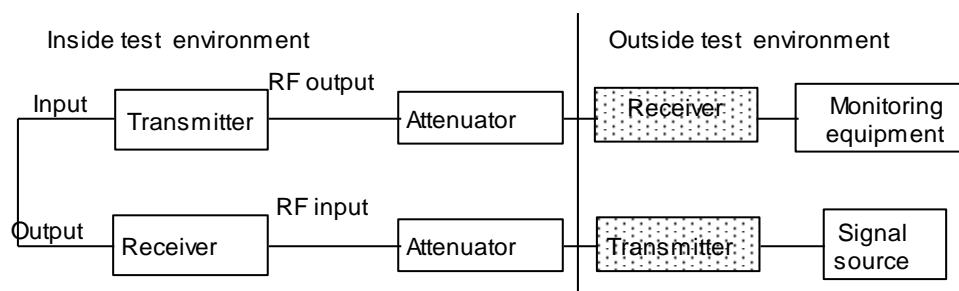 Inside test environment
Outside test environment
RF output
Input
Transmitter
Attenuator
Receiver
Monitoring
equipment
RF input
Output
Receiver
Attenuator
Transmitter
Signal
source